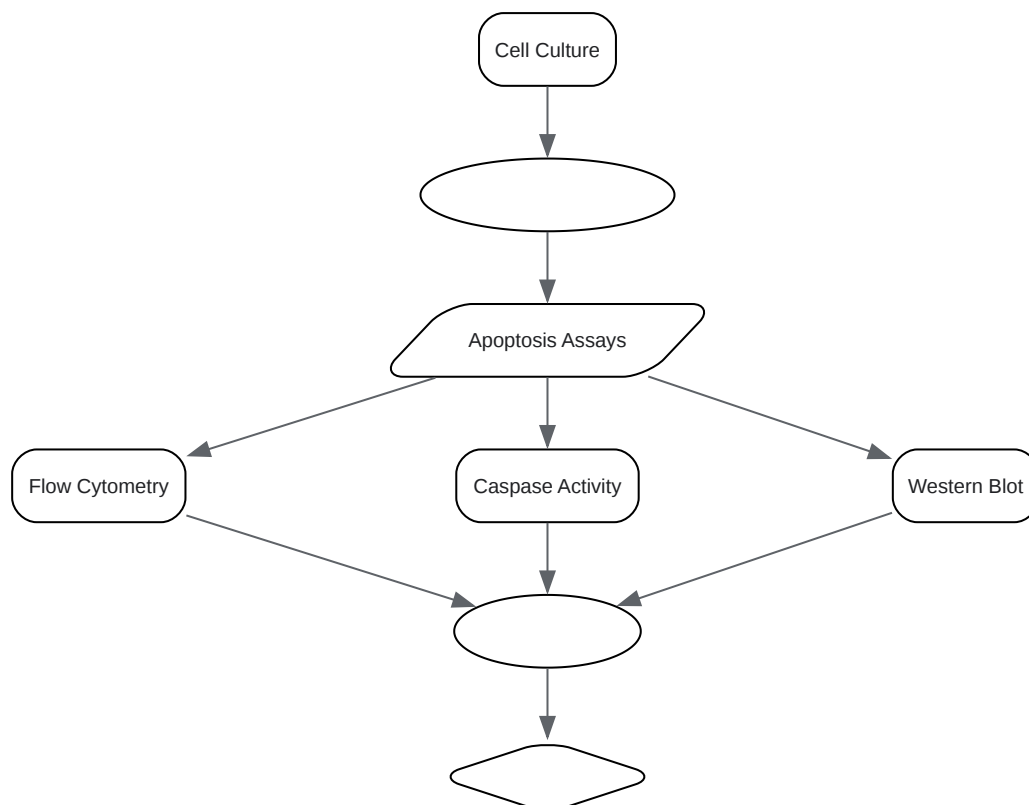 Cell Culture
Apoptosis Assays
Flow Cytometry
Caspase Activity
Western Blot